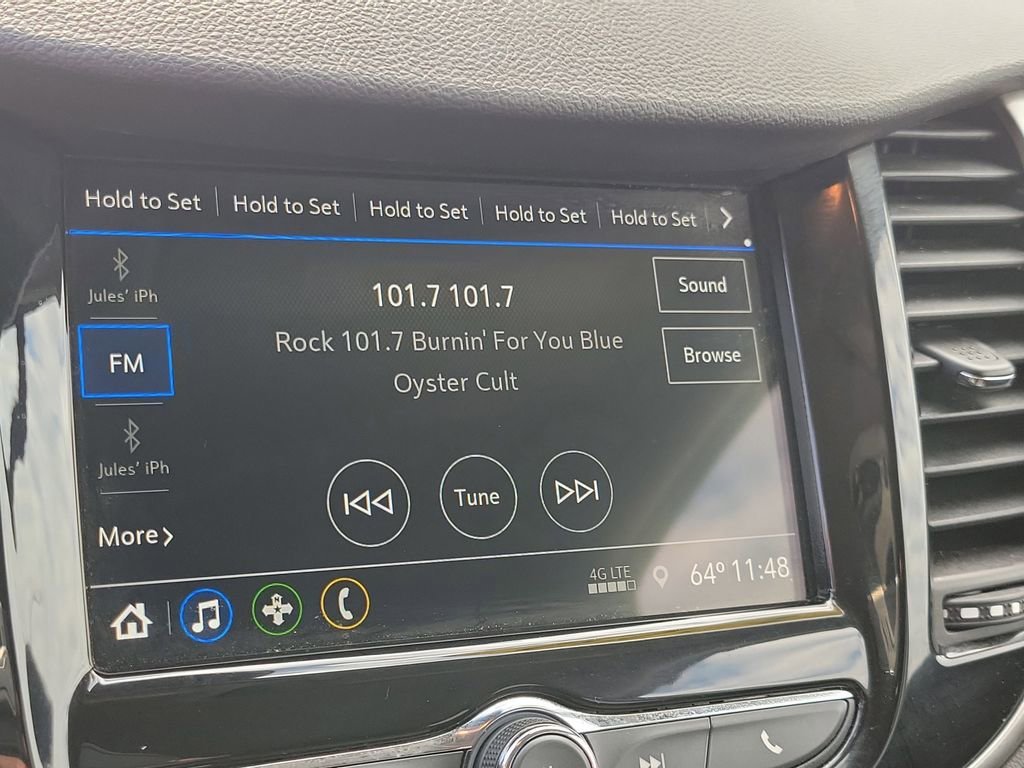 Hold to Set Hold to Set Hold to Set Hold to Set Hold to Set
Jules' iPh
101.7 101.7
Sound
FM
Rock 101.7 Burnin' For You Blue
Oyster Cult
Browse
Jules' iPh
Tune
More
4G LTE
64° 11:48